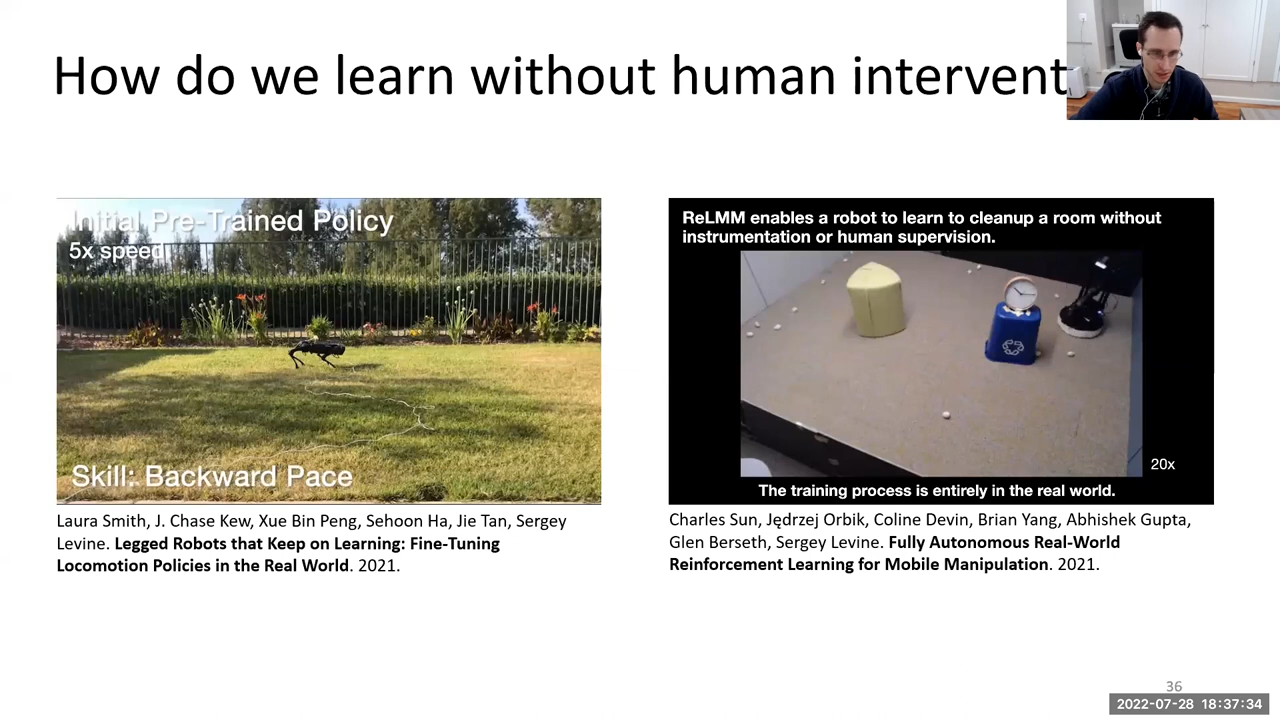 How do we learn without human intervent
Initial Pre-Trained Policy
5x speed
Skill: Backward Pace
Laura Smith, J. Chase Kew, Xue Bin Peng, Sehoon Ha, Jie Tan, Sergey
Levine. Legged Robots that Keep on Learning: Fine-Tuning
Locomotion Policies in the Real World. 2021.
ReLMM enables a robot to learn to cleanup a room without
instrumentation or human supervision.
20x
The training process is entirely in the real world.
Charles Sun, Jędrzej Orbik, Coline Devin, Brian Yang, Abhishek Gupta,
Glen Berseth, Sergey Levine. Fully Autonomous Real-World
Reinforcement Learning for Mobile Manipulation. 2021.
36
2022-07-28 18:37:34